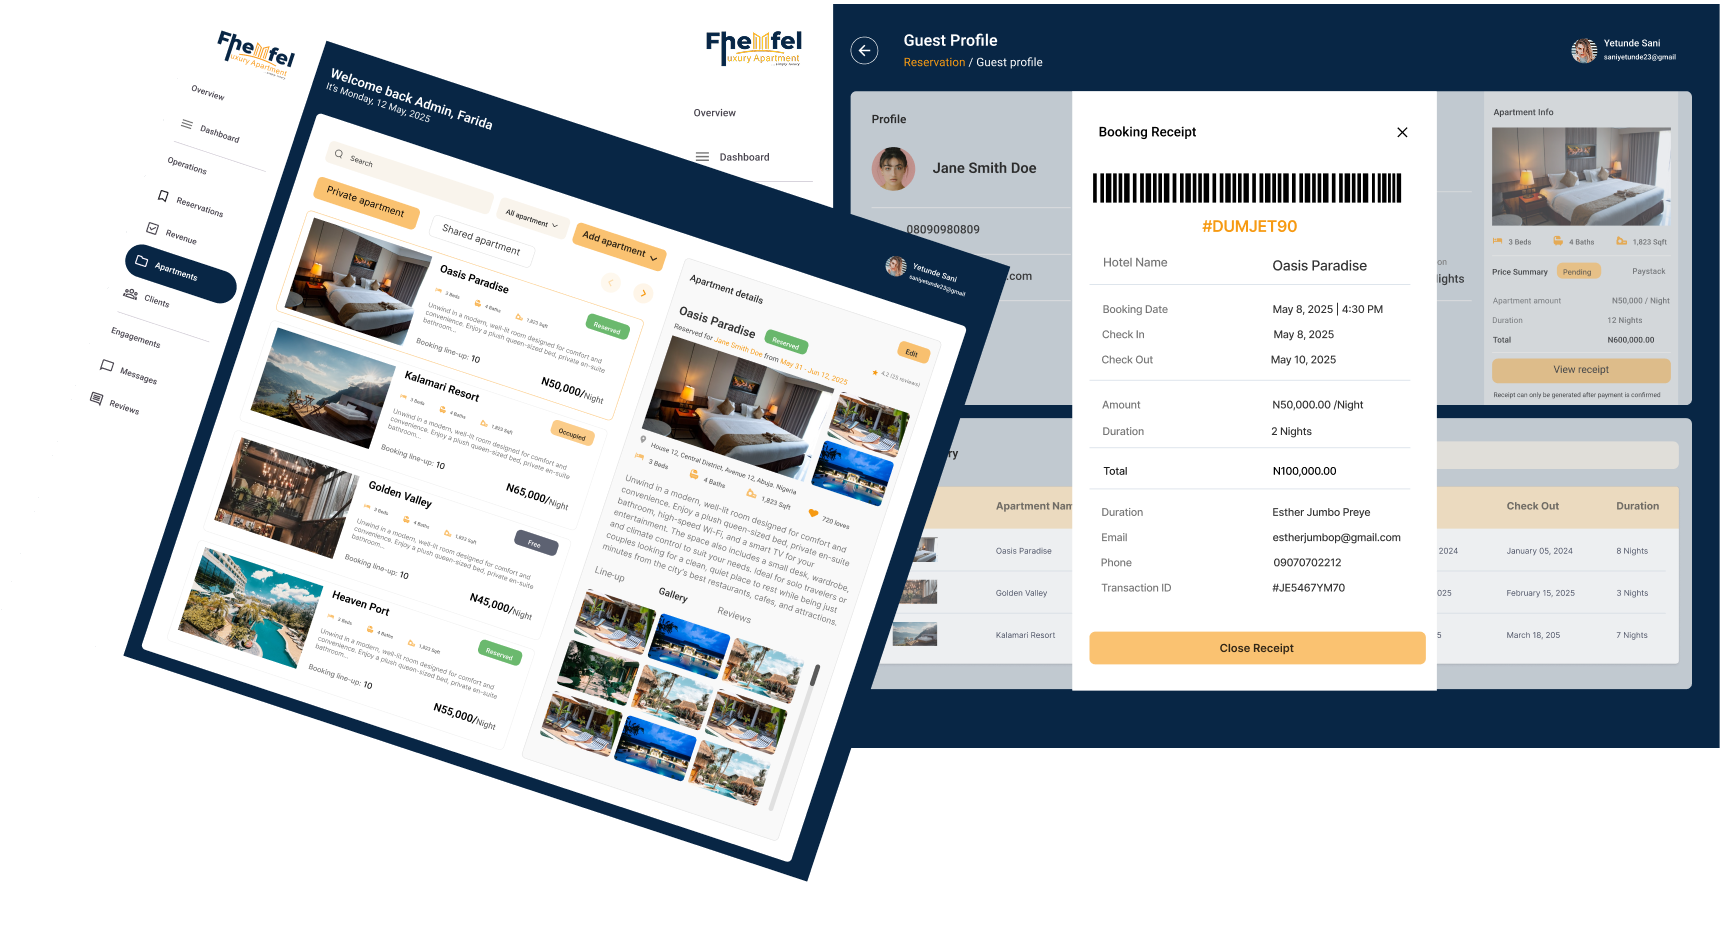 Fhemfel
uxury Apartment
Overview
Dashboard
Operations
Reservations
Revenue
Apartments
Clients
Engagements
Messages
Reviews
Welcome back Admin, Farida
It's Monday, 12 May, 2025
Yetunde Sani
saniyetunde23@gmail
Search
All apartment
Add apartment
Private apartment
Shared apartment
Oasis Paradise
3 Beds
4 Baths
1,823 Sqft
Reserved
Unwind in a modern, well-lit room designed for comfort and
convenience. Enjoy a plush queen-sized bed, private en-suite
bathroom...
Booking line-up: 10
N50,000/Night
Kalamari Resort
3 Beds
4 Baths
1,823 Sqft
Occupied
Unwind in a modern, well-lit room designed for comfort and
convenience. Enjoy a plush queen-sized bed, private en-suite
bathroom...
Booking line-up: 10
N65,000/Night
Golden Valley
3 Beds
4 Baths
1,823 Sqft
Free
Unwind in a modern, well-lit room designed for comfort and
convenience. Enjoy a plush queen-sized bed, private en-suite
bathroom...
Booking line-up: 10
N45,000/Night
Heaven Port
3 Beds
4 Baths
1,823 Sqft
Reserved
Unwind in a modern, well-lit room designed for comfort and
convenience. Enjoy a plush queen-sized bed, private en-suite
bathroom...
Booking line-up: 10
N55,000/Night
Apartment details
Oasis Paradise
Reserved
Edit
Reserved for Jane Smith Doe from May 31 - Jun 12, 2025
4.2 (25 reviews)
House 12, Central District, Avenue 12, Abuja. Nigeria
3 Beds
4 Baths
1,823 Sqft
720 loves
Unwind in a modern, well-lit room designed for comfort and
convenience. Enjoy a plush queen-sized bed, private en-suite
bathroom, high-speed Wi-Fi, and a smart TV for your
entertainment. The space also includes a small desk, wardrobe,
and climate control to suit your needs. Ideal for solo travelers or
couples looking for a clean, quiet place to rest while being just
minutes from the city's best restaurants, cafes, and attractions.
Line-up
Gallery
Reviews
Fhemfel
uxury Apartment
Overview
Dashboard
Guest Profile
Reservation / Guest profile
Yetunde Sani
saniyetunde23@gmail
Profile
Jane Smith Doe
08090980809
.com
ights
Apartment Info
3 Beds
4 Baths
1,823 Sqft
Price Summary
Pending
Paystack
Apartment amount
N50,000 / Night
Duration
12 Nights
Total
N600,000.00
View receipt
Receipt can only be generated after payment is confirmed
ry
Apartment Nam
Check Out
Duration
Oasis Paradise
2024
January 05, 2024
8 Nights
Golden Valley
2025
February 15, 2025
3 Nights
Kalamari Resort
5
March 18, 205
7 Nights
Booking Receipt
#DUMJET90
Hotel Name
Oasis Paradise
Booking Date
May 8, 2025 | 4:30 PM
Check In
May 8, 2025
Check Out
May 10, 2025
Amount
N50,000.00 /Night
Duration
2 Nights
Total
N100,000.00
Duration
Esther Jumbo Preye
Email
estherjumbop@gmail.com
Phone
09070702212
Transaction ID
#JE5467YM70
Close Receipt